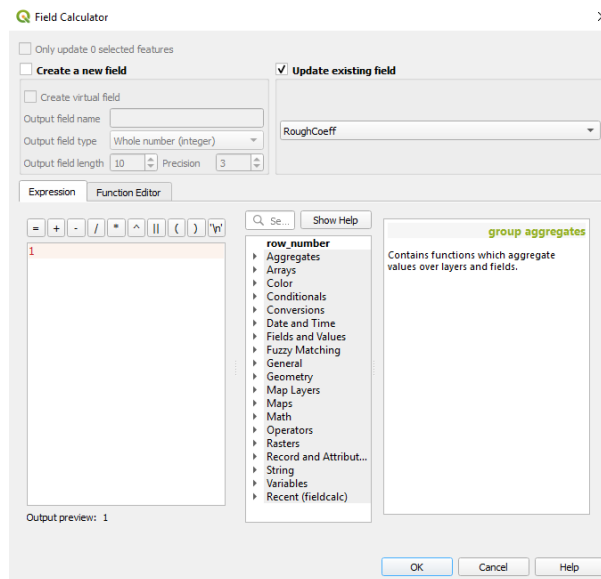 Field Calculator
Only update 0 selected features
Create a new field
Update existing field
Create virtual field
Output field name
Output field type Whole number (integer)
Output field length 10 Precision 3
RoughCoeff
Expression Function Editor
= + - / * ^ || ( ) '\n'
1
Output preview: 1
Se... Show Help
row_number
Aggregates
Arrays
Color
Conditionals
Conversions
Date and Time
Fields and Values
Fuzzy Matching
General
Geometry
Map Layers
Maps
Math
Operators
Rasters
Record and Attribut...
String
Variables
Recent (fieldcalc)
group aggregates
Contains functions which aggregate
values over layers and fields.
OK Cancel Help